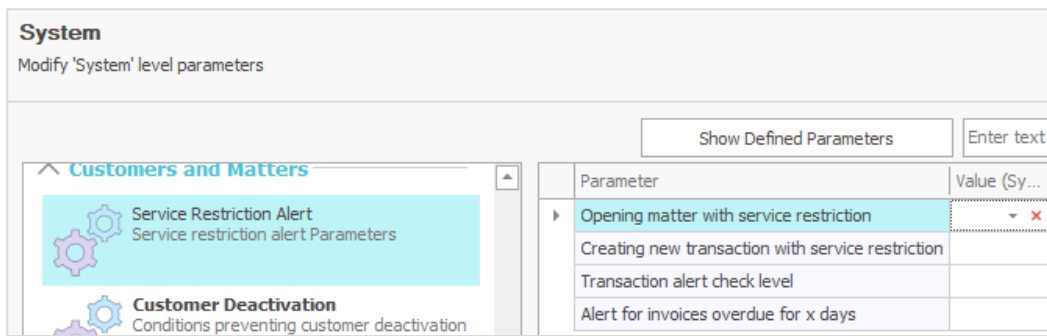 System
Modify 'System' level parameters
Show Defined Parameters
Enter text
Customers and Matters
Service Restriction Alert
Service restriction alert Parameters
Customer Deactivation
Conditions preventing customer deactivation
Parameter
Value (Sy...
Opening matter with service restriction
Creating new transaction with service restriction
Transaction alert check level
Alert for invoices overdue for x days